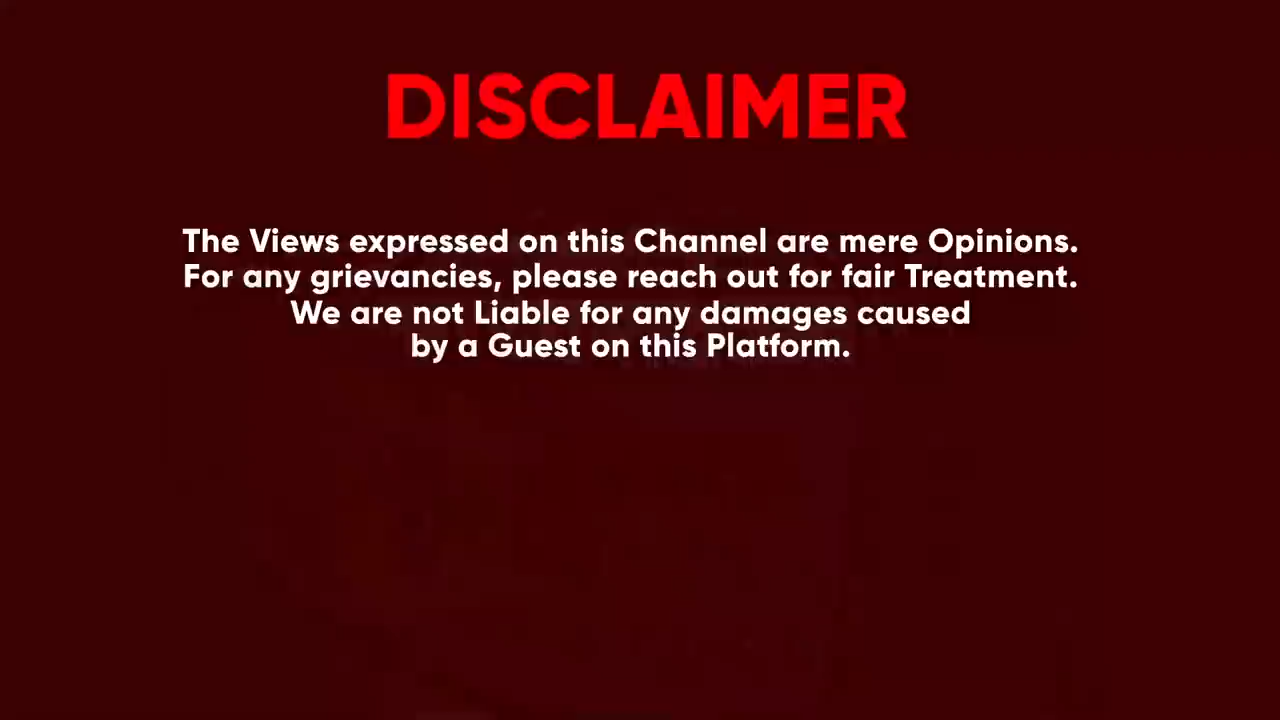 DISCLAIMER
The Views expressed on this Channel are mere Opinions.
For any grievancies, please reach out for fair Treatment.
We are not Liable for any damages caused
by a Guest on this Platform.